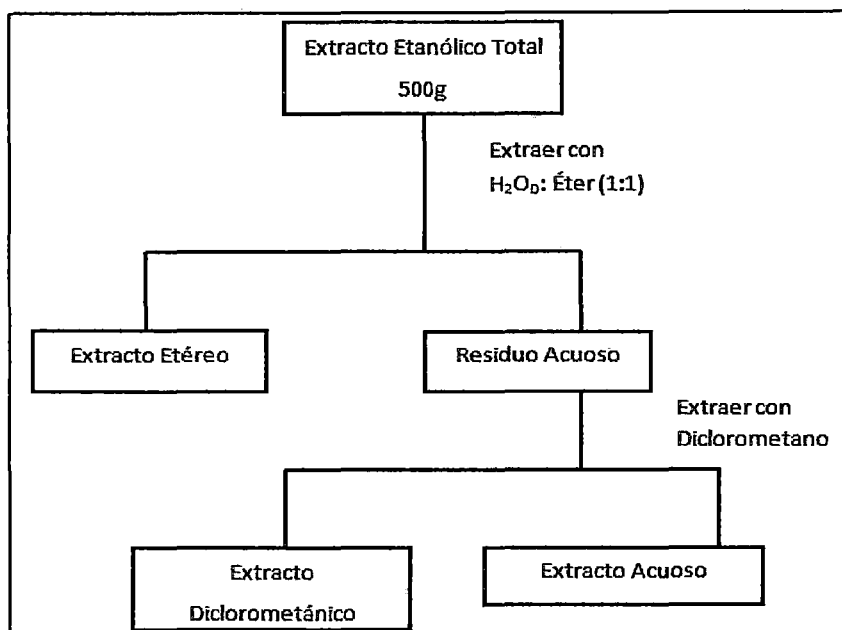 Extracto Etanólico Total
500g
Extraer con
H₂O_D: Éter (1:1)
Extracto Etéreo
Residuo Acuoso
Extraer con
Diclorometano
Extracto
Diclorometánico
Extracto Acuoso